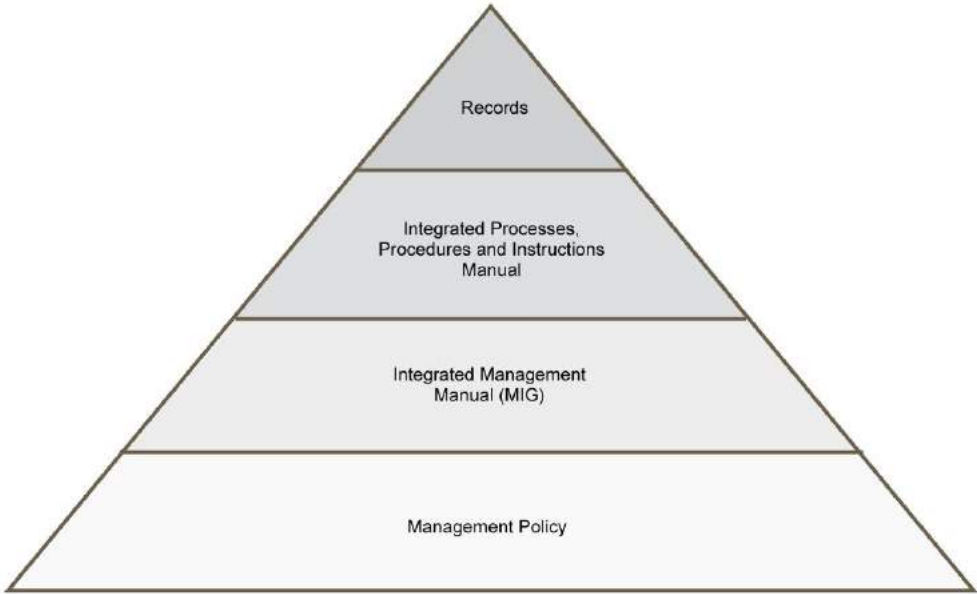 Records
Integrated Processes,
Procedures and Instructions
Manual
Integrated Management
Manual (MIG)
Management Policy